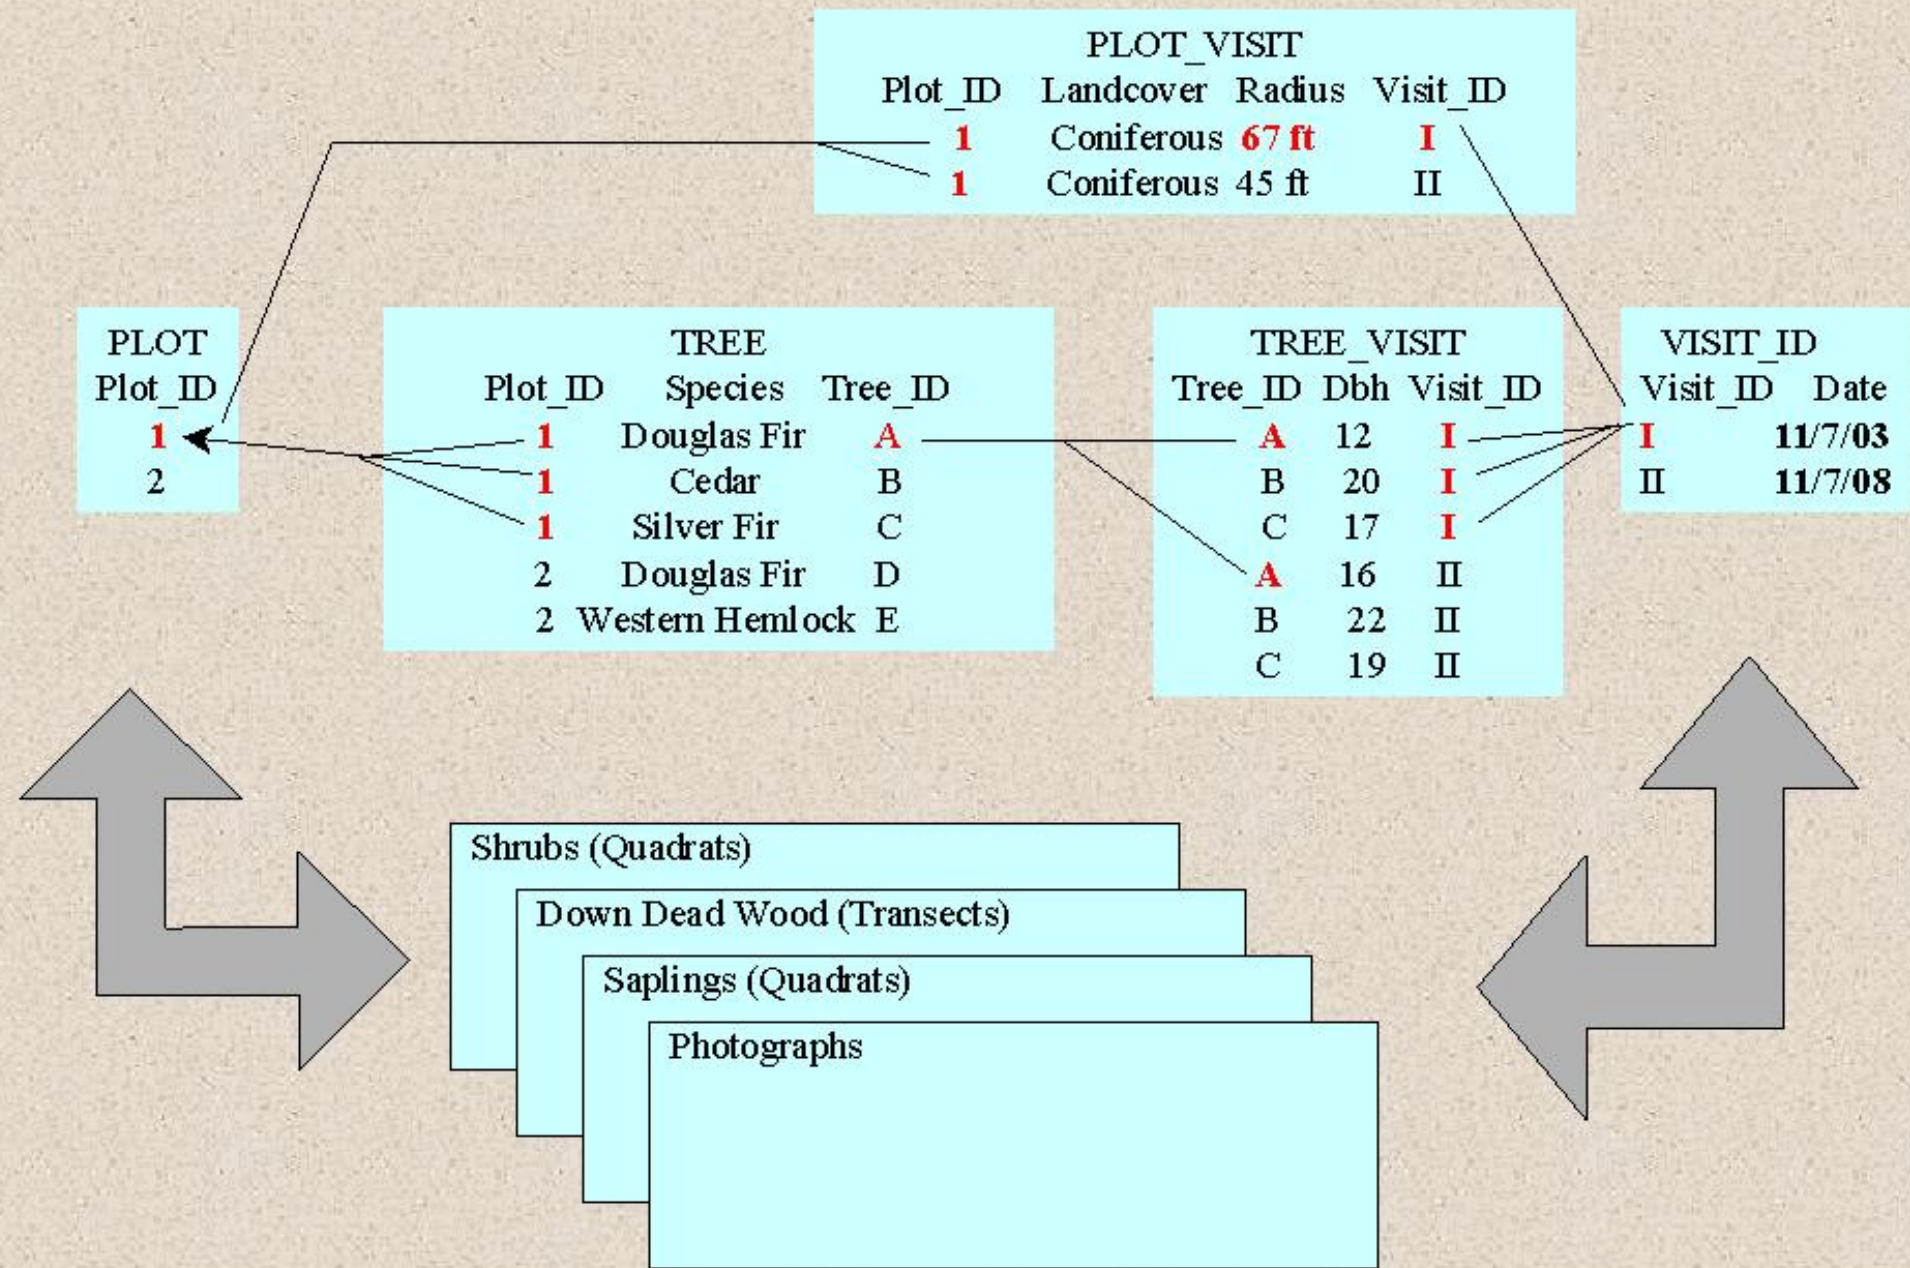 PLOT_VISIT
Plot_ID Landcover Radius Visit_ID
1 Coniferous 67 ft I
1 Coniferous 45 ft II
PLOT
Plot_ID
1
2
TREE
Plot_ID Species Tree_ID
1 Douglas Fir A
1 Cedar B
1 Silver Fir C
2 Douglas Fir D
2 Western Hemlock E
TREE_VISIT
Tree_ID Dbh Visit_ID
A 12 I
B 20 I
C 17 I
A 16 II
B 22 II
C 19 II
VISIT_ID
Visit_ID Date
I 11/7/03
II 11/7/08
Shrubs (Quadrats)
Down Dead Wood (Transects)
Saplings (Quadrats)
Photographs